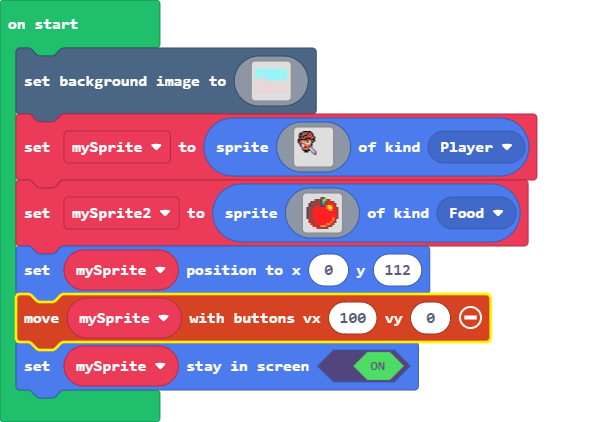 on start
set background image to
set mySprite to sprite of kind Player
set mySprite2 to sprite of kind Food
set mySprite position to x 0 y 112
move mySprite with buttons vx 100 vy 0
set mySprite stay in screen ON